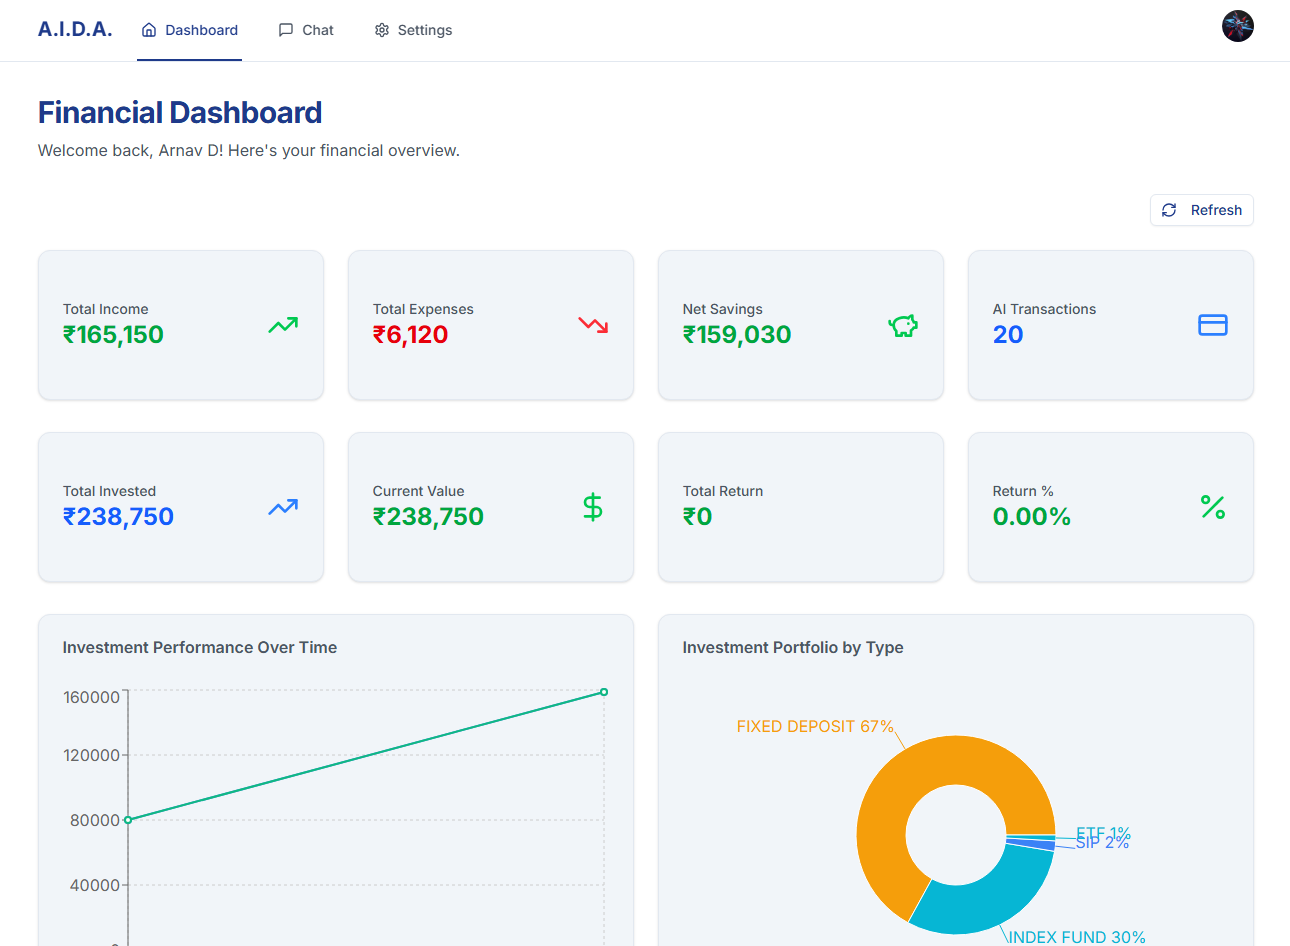 A.I.D.A.
Dashboard
Chat
Settings
Financial Dashboard
Welcome back, Arnav D! Here's your financial overview.
Refresh
Total Income
₹165,150
Total Expenses
₹6,120
Net Savings
₹159,030
AI Transactions
20
Total Invested
₹238,750
Current Value
₹238,750
Total Return
₹0
Return %
0.00%
Investment Performance Over Time
160000
120000
80000
40000
Investment Portfolio by Type
FIXED DEPOSIT 67%
ETF 1%
SIP 2%
INDEX FUND 30%